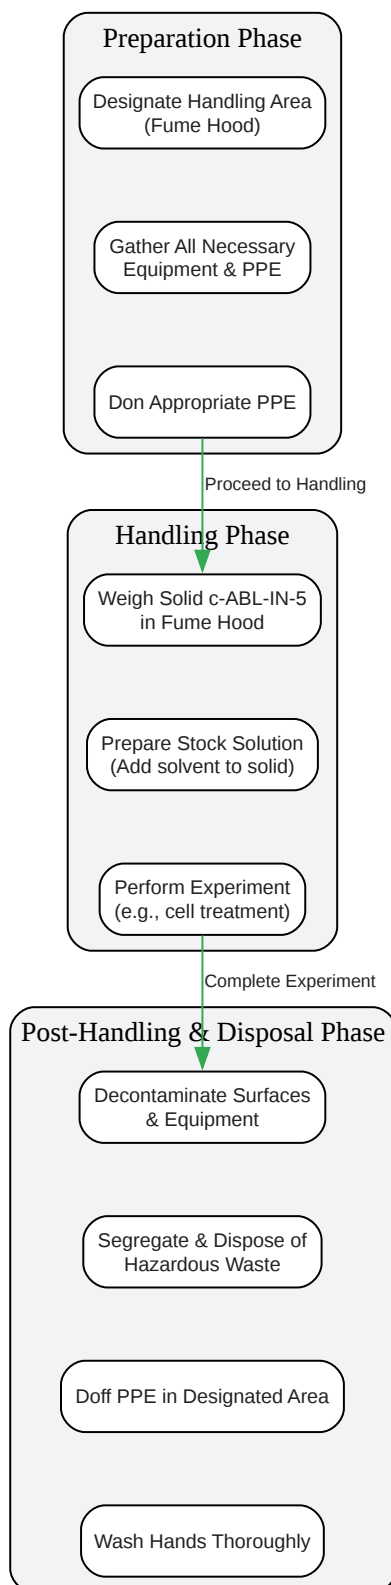 Preparation Phase
Designate Handling Area
(Fume Hood)
Gather All Necessary
Equipment & PPE
Don Appropriate PPE
Proceed to Handling
Handling Phase
Weigh Solid c-ABL-IN-5
in Fume Hood
Prepare Stock Solution
(Add solvent to solid)
Perform Experiment
(e.g., cell treatment)
Complete Experiment
Post-Handling & Disposal Phase
Decontaminate Surfaces
& Equipment
Segregate & Dispose of
Hazardous Waste
Doff PPE in Designated Area
Wash Hands Thoroughly